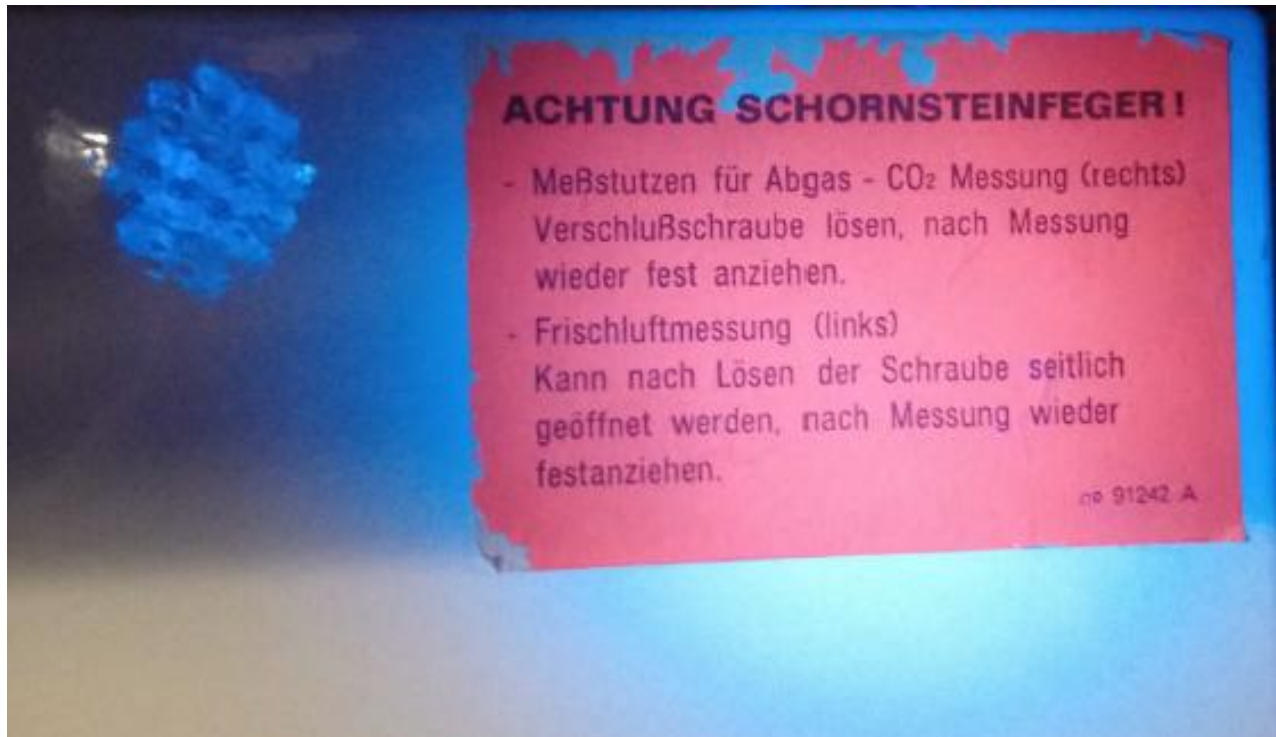 ACHTUNG SCHORNSTEINFEGER!
- Meßstutzen für Abgas - CO₂ Messung (rechts)
Verschlußschraube lösen, nach Messung
wieder fest anziehen.
- Frischluftmessung (links)
Kann nach Lösen der Schraube seitlich
geöffnet werden, nach Messung wieder
festanziehen.
91242 A